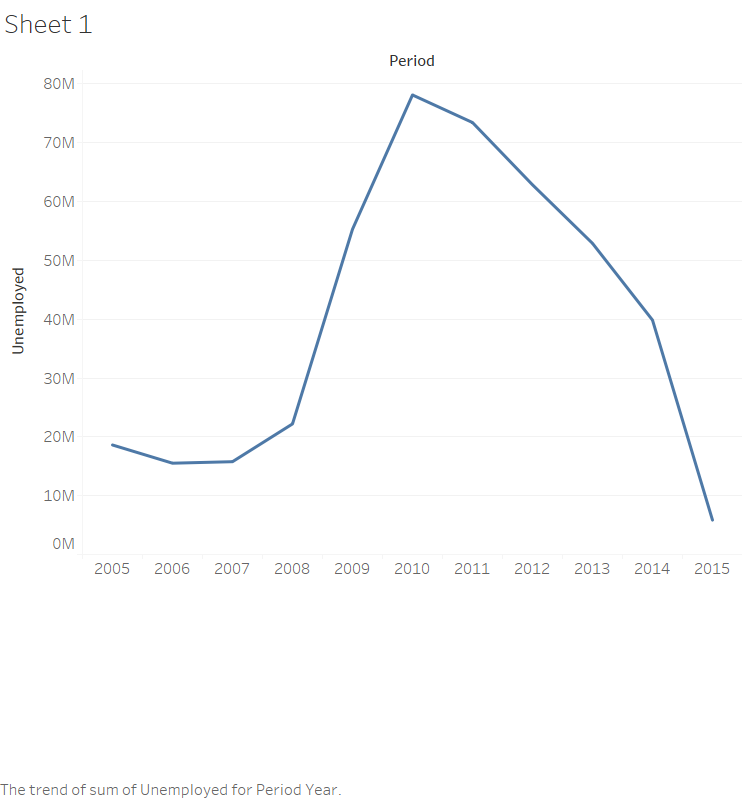 Sheet 1
Period
80M
70M
60M
50M
40M
30M
20M
10M
0M
Unemployed
2005 2006 2007 2008 2009 2010 2011 2012 2013 2014 2015
The trend of sum of Unemployed for Period Year.